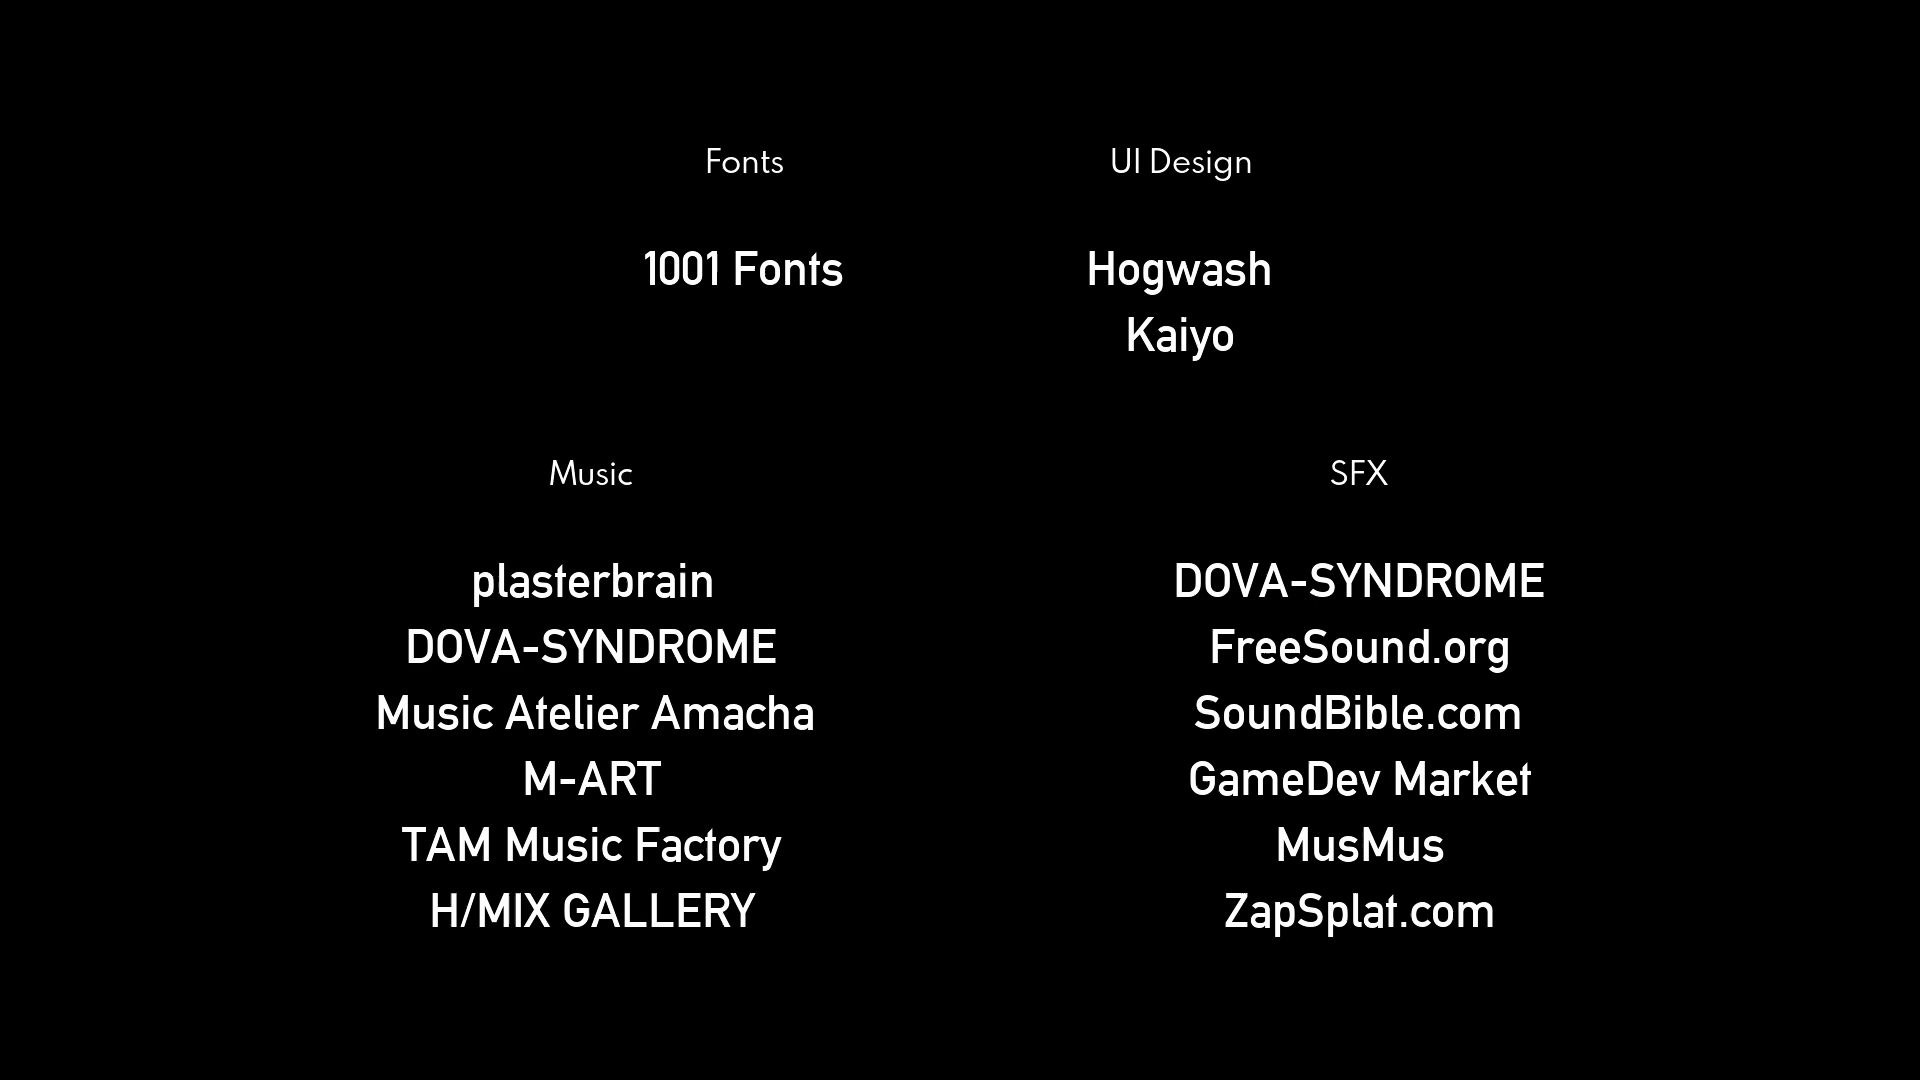 Fonts
1001 Fonts
UI Design
Hogwash
Kaiyo
Music
plasterbrain
DOVA-SYNDROME
Music Atelier Amacha
M-ART
TAM Music Factory
H/MIX GALLERY
SFX
DOVA-SYNDROME
FreeSound.org
SoundBible.com
GameDev Market
MusMus
ZapSplat.com